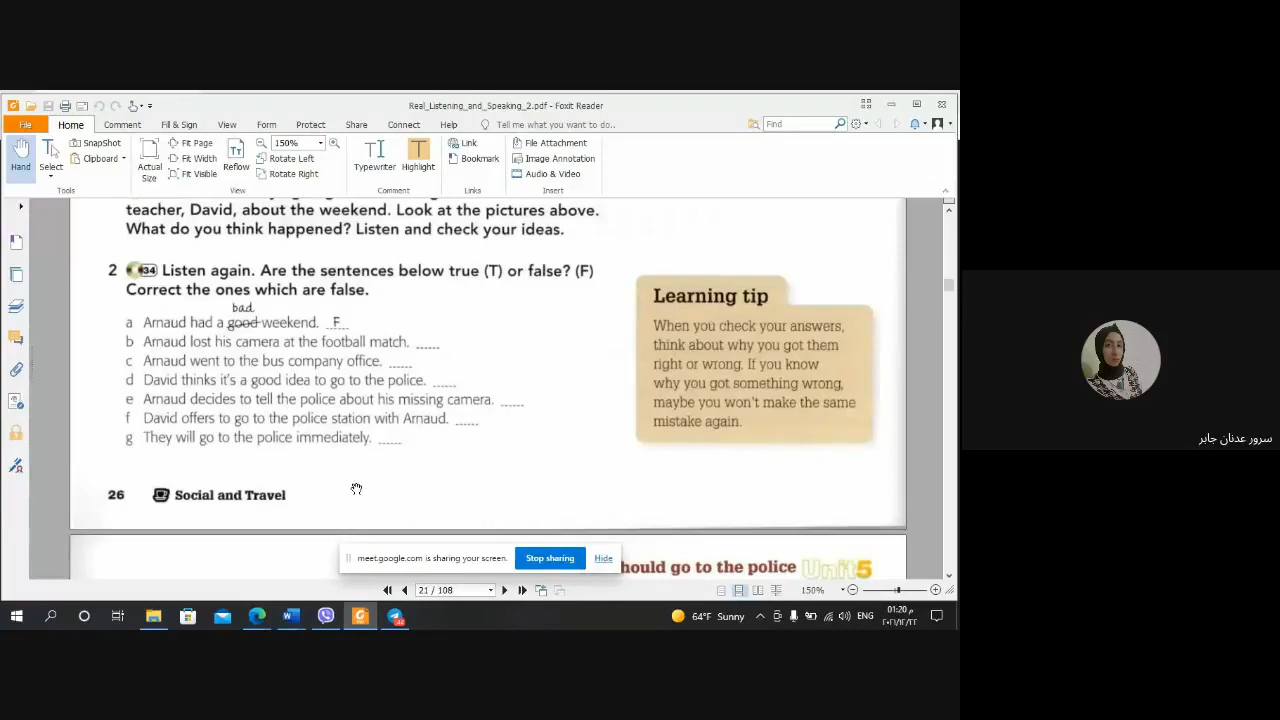 Real_Listening_and_Speaking_2.pdf - Foxit Reader
File Home Comment Fill & Sign View Form Protect Share Connect Help Tell me what you want to do.. Find
Hand
Select
SnapShot
Clipboard
Tools
Actual Size
Fit Page
Fit Width
Fit Visible
Reflow
150%
Rotate Left
Rotate Right
View
Typewriter
Highlight
Comment
Link
Bookmark
Links
File Attachment
Image Annotation
Audio & Video
Insert
teacher, David, about the weekend. Look at the pictures above.
What do you think happened? Listen and check your ideas.
2 34 Listen again. Are the sentences below true (T) or false? (F)
Correct the ones which are false.
bad
a Arnaud had a good weekend. F
b Arnaud lost his camera at the football match. ......
c Arnaud went to the bus company office. ......
d David thinks it's a good idea to go to the police. ......
e Arnaud decides to tell the police about his missing camera. ......
f David offers to go to the police station with Arnaud. ......
g They will go to the police immediately. ......
Learning tip
When you check your answers,
think about why you got them
right or wrong. If you know
why you got something wrong,
maybe you won't make the same
mistake again.
26 Social and Travel
meet.google.com is sharing your screen. Stop sharing Hide
hould go to the police Unit5
21 / 108
150%
64°F Sunny
ENG
01:20 م
٢٠٢١/١٢/٢٢
سرور عدنان جابر